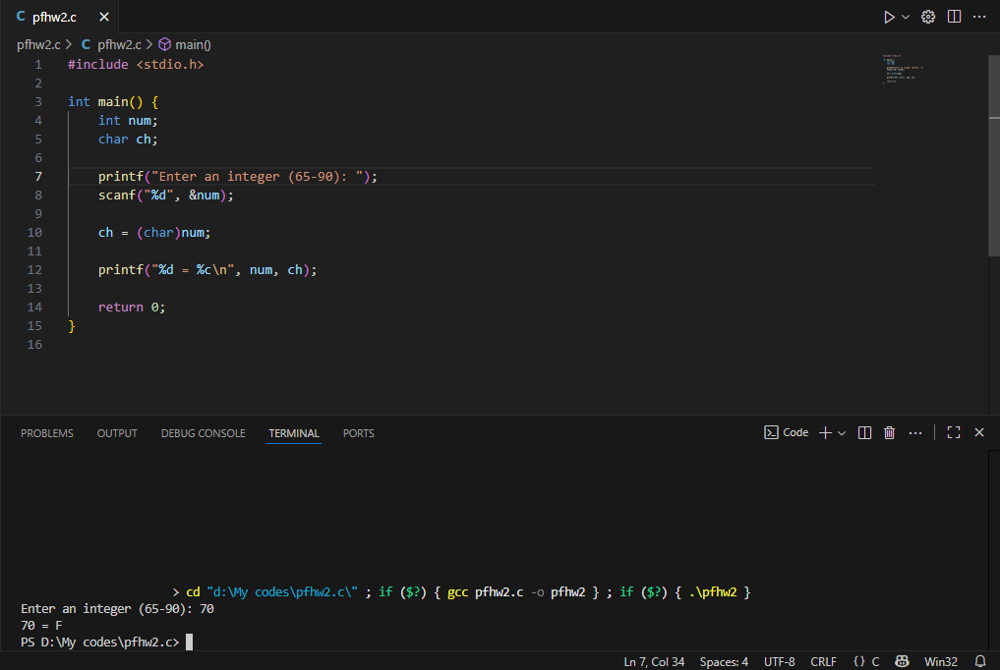 C pfhw2.c ×
pfhw2.c > C pfhw2.c > main()
1 #include <stdio.h>
2
3 int main() {
4 int num;
5 char ch;
6
7 printf("Enter an integer (65-90): ");
8 scanf("%d", &num);
9
10 ch = (char)num;
11
12 printf("%d = %c\n", num, ch);
13
14 return 0;
15 }
16
PROBLEMS OUTPUT DEBUG CONSOLE TERMINAL PORTS Code
> cd "d:\My codes\pfhw2.c\" ; if ($?) { gcc pfhw2.c -o pfhw2 } ; if ($?) { .\pfhw2 }
Enter an integer (65-90): 70
70 = F
PS D:\My codes\pfhw2.c>
Ln 7, Col 34 Spaces: 4 UTF-8 CRLF {} C Win32